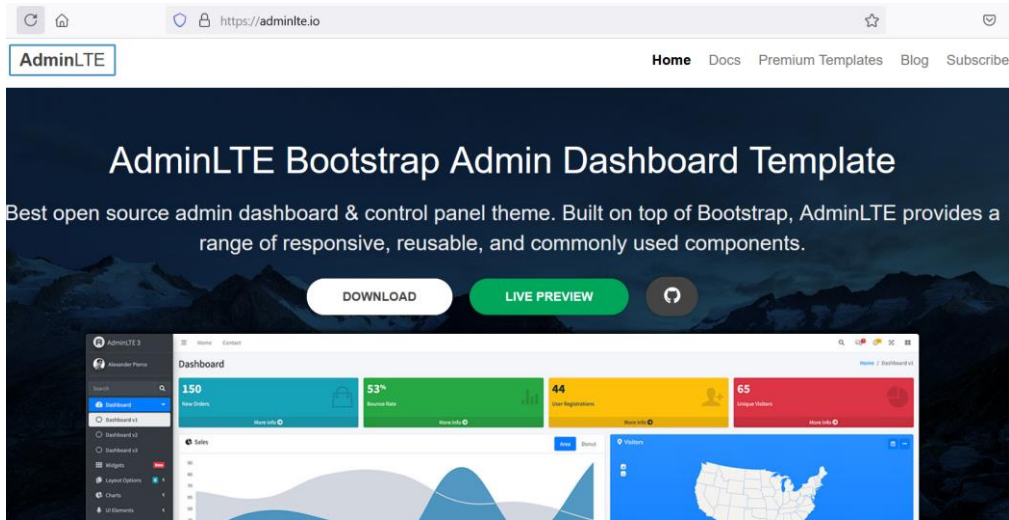 https://adminlte.io
AdminLTE
Home Docs Premium Templates Blog Subscribe
AdminLTE Bootstrap Admin Dashboard Template
Best open source admin dashboard & control panel theme. Built on top of Bootstrap, AdminLTE provides a
range of responsive, reusable, and commonly used components.
DOWNLOAD LIVE PREVIEW
AdminLTE 3 Home Contact
Alexander Pierce Dashboard Home / Dashboard v1
Search
150 53% 44 65
New Orders Bounce Rate User Registrations Unique Visitors
Dashboard
Dashboard v1 More info More info More info More info
Dashboard v2
Dashboard v3 Sales Area Donut Visitors
Widgets New
Layout Options
Charts
UI Elements